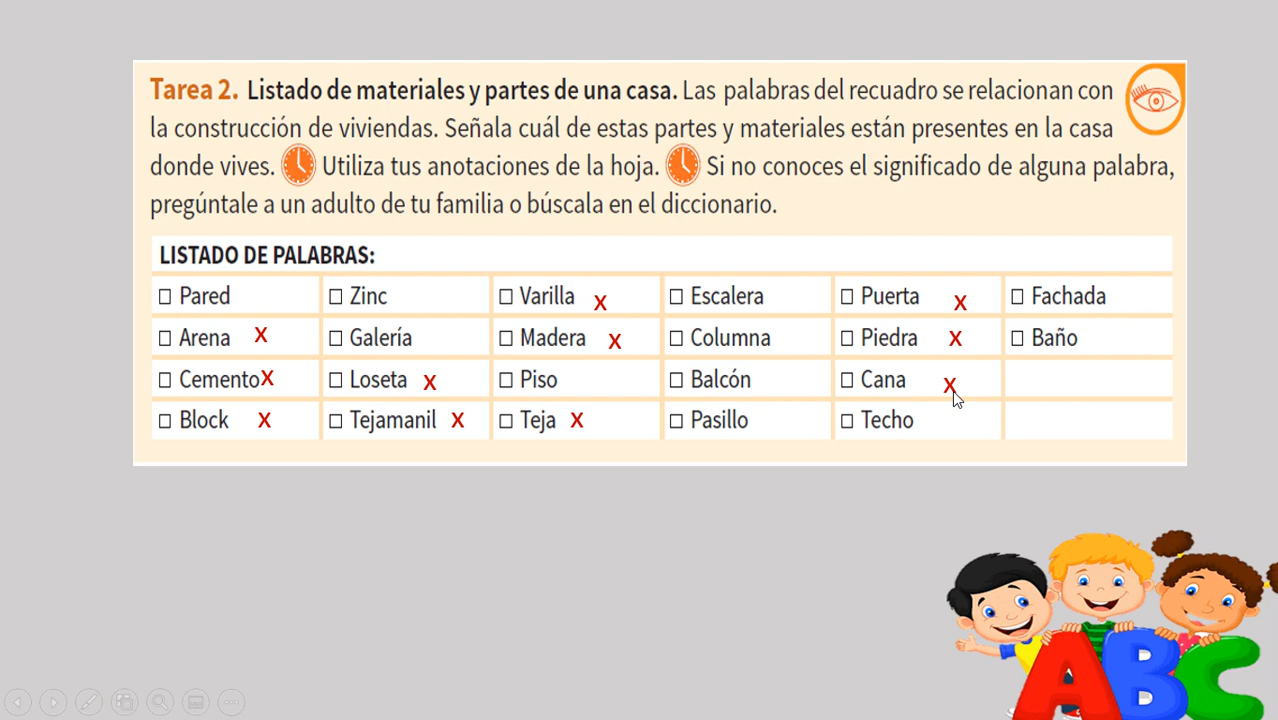 Tarea 2. Listado de materiales y partes de una casa. Las palabras del recuadro se relacionan con
la construcción de viviendas. Señala cuál de estas partes y materiales están presentes en la casa
donde vives. Utiliza tus anotaciones de la hoja. Si no conoces el significado de alguna palabra,
pregúntale a un adulto de tu familia o búscala en el diccionario.
LISTADO DE PALABRAS:
☐ Pared ☐ Zinc ☐ Varilla x ☐ Escalera ☐ Puerta x ☐ Fachada
☐ Arena x ☐ Galería ☐ Madera x ☐ Columna ☐ Piedra x ☐ Baño
☐ Cemento x ☐ Loseta x ☐ Piso ☐ Balcón ☐ Cana x
☐ Block x ☐ Tejamanil x ☐ Teja x ☐ Pasillo ☐ Techo
ABC